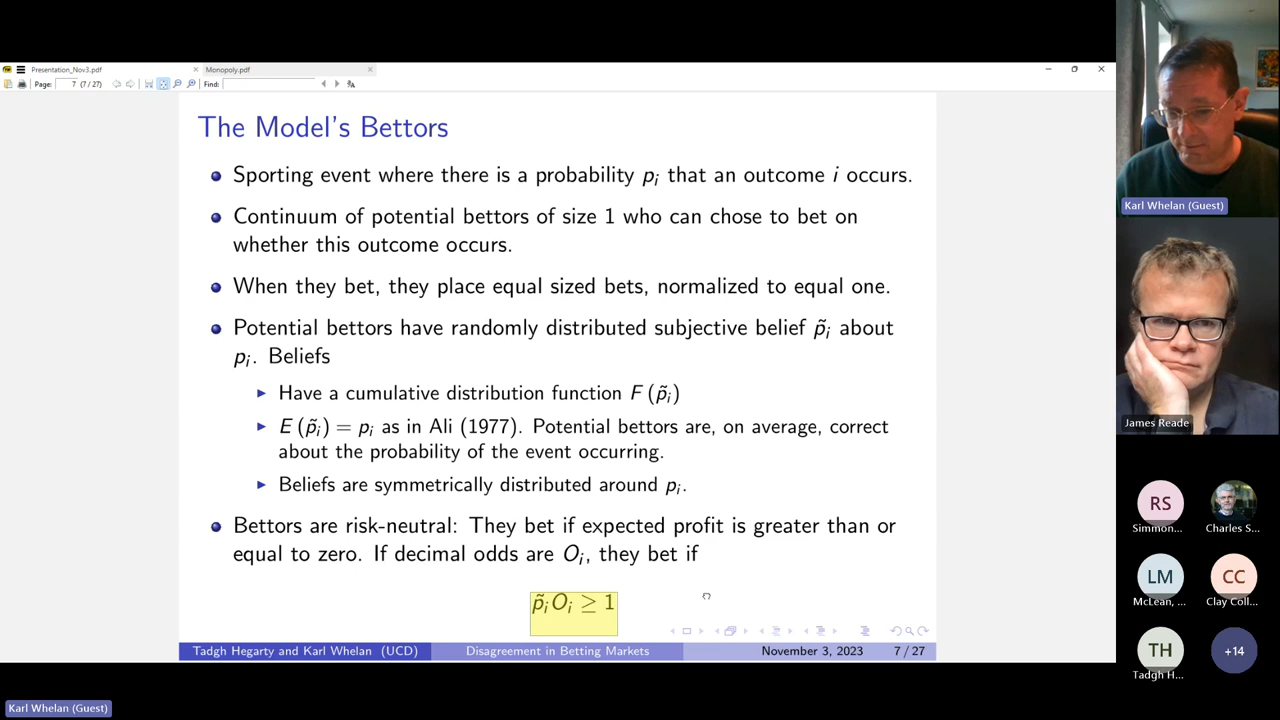 Presentation_Nov3.pdf
Monopoly.pdf
Page: 7 (7 / 27)
Find:
The Model's Bettors
Sporting event where there is a probability pᵢ that an outcome i occurs.
Continuum of potential bettors of size 1 who can chose to bet on
whether this outcome occurs.
When they bet, they place equal sized bets, normalized to equal one.
Potential bettors have randomly distributed subjective belief p̃ᵢ about
pᵢ. Beliefs
Have a cumulative distribution function F (p̃ᵢ)
E (p̃ᵢ) = pᵢ as in Ali (1977). Potential bettors are, on average, correct
about the probability of the event occurring.
Beliefs are symmetrically distributed around pᵢ.
Bettors are risk-neutral: They bet if expected profit is greater than or
equal to zero. If decimal odds are Oᵢ, they bet if
p̃ᵢOᵢ ≥ 1
Tadgh Hegarty and Karl Whelan (UCD)
Disagreement in Betting Markets
November 3, 2023
7 / 27
Karl Whelan (Guest)
James Reade
RS
Simmon...
Charles S...
LM
McLean, ...
CC
Clay Coll...
TH
Tadgh H...
+14
Karl Whelan (Guest)